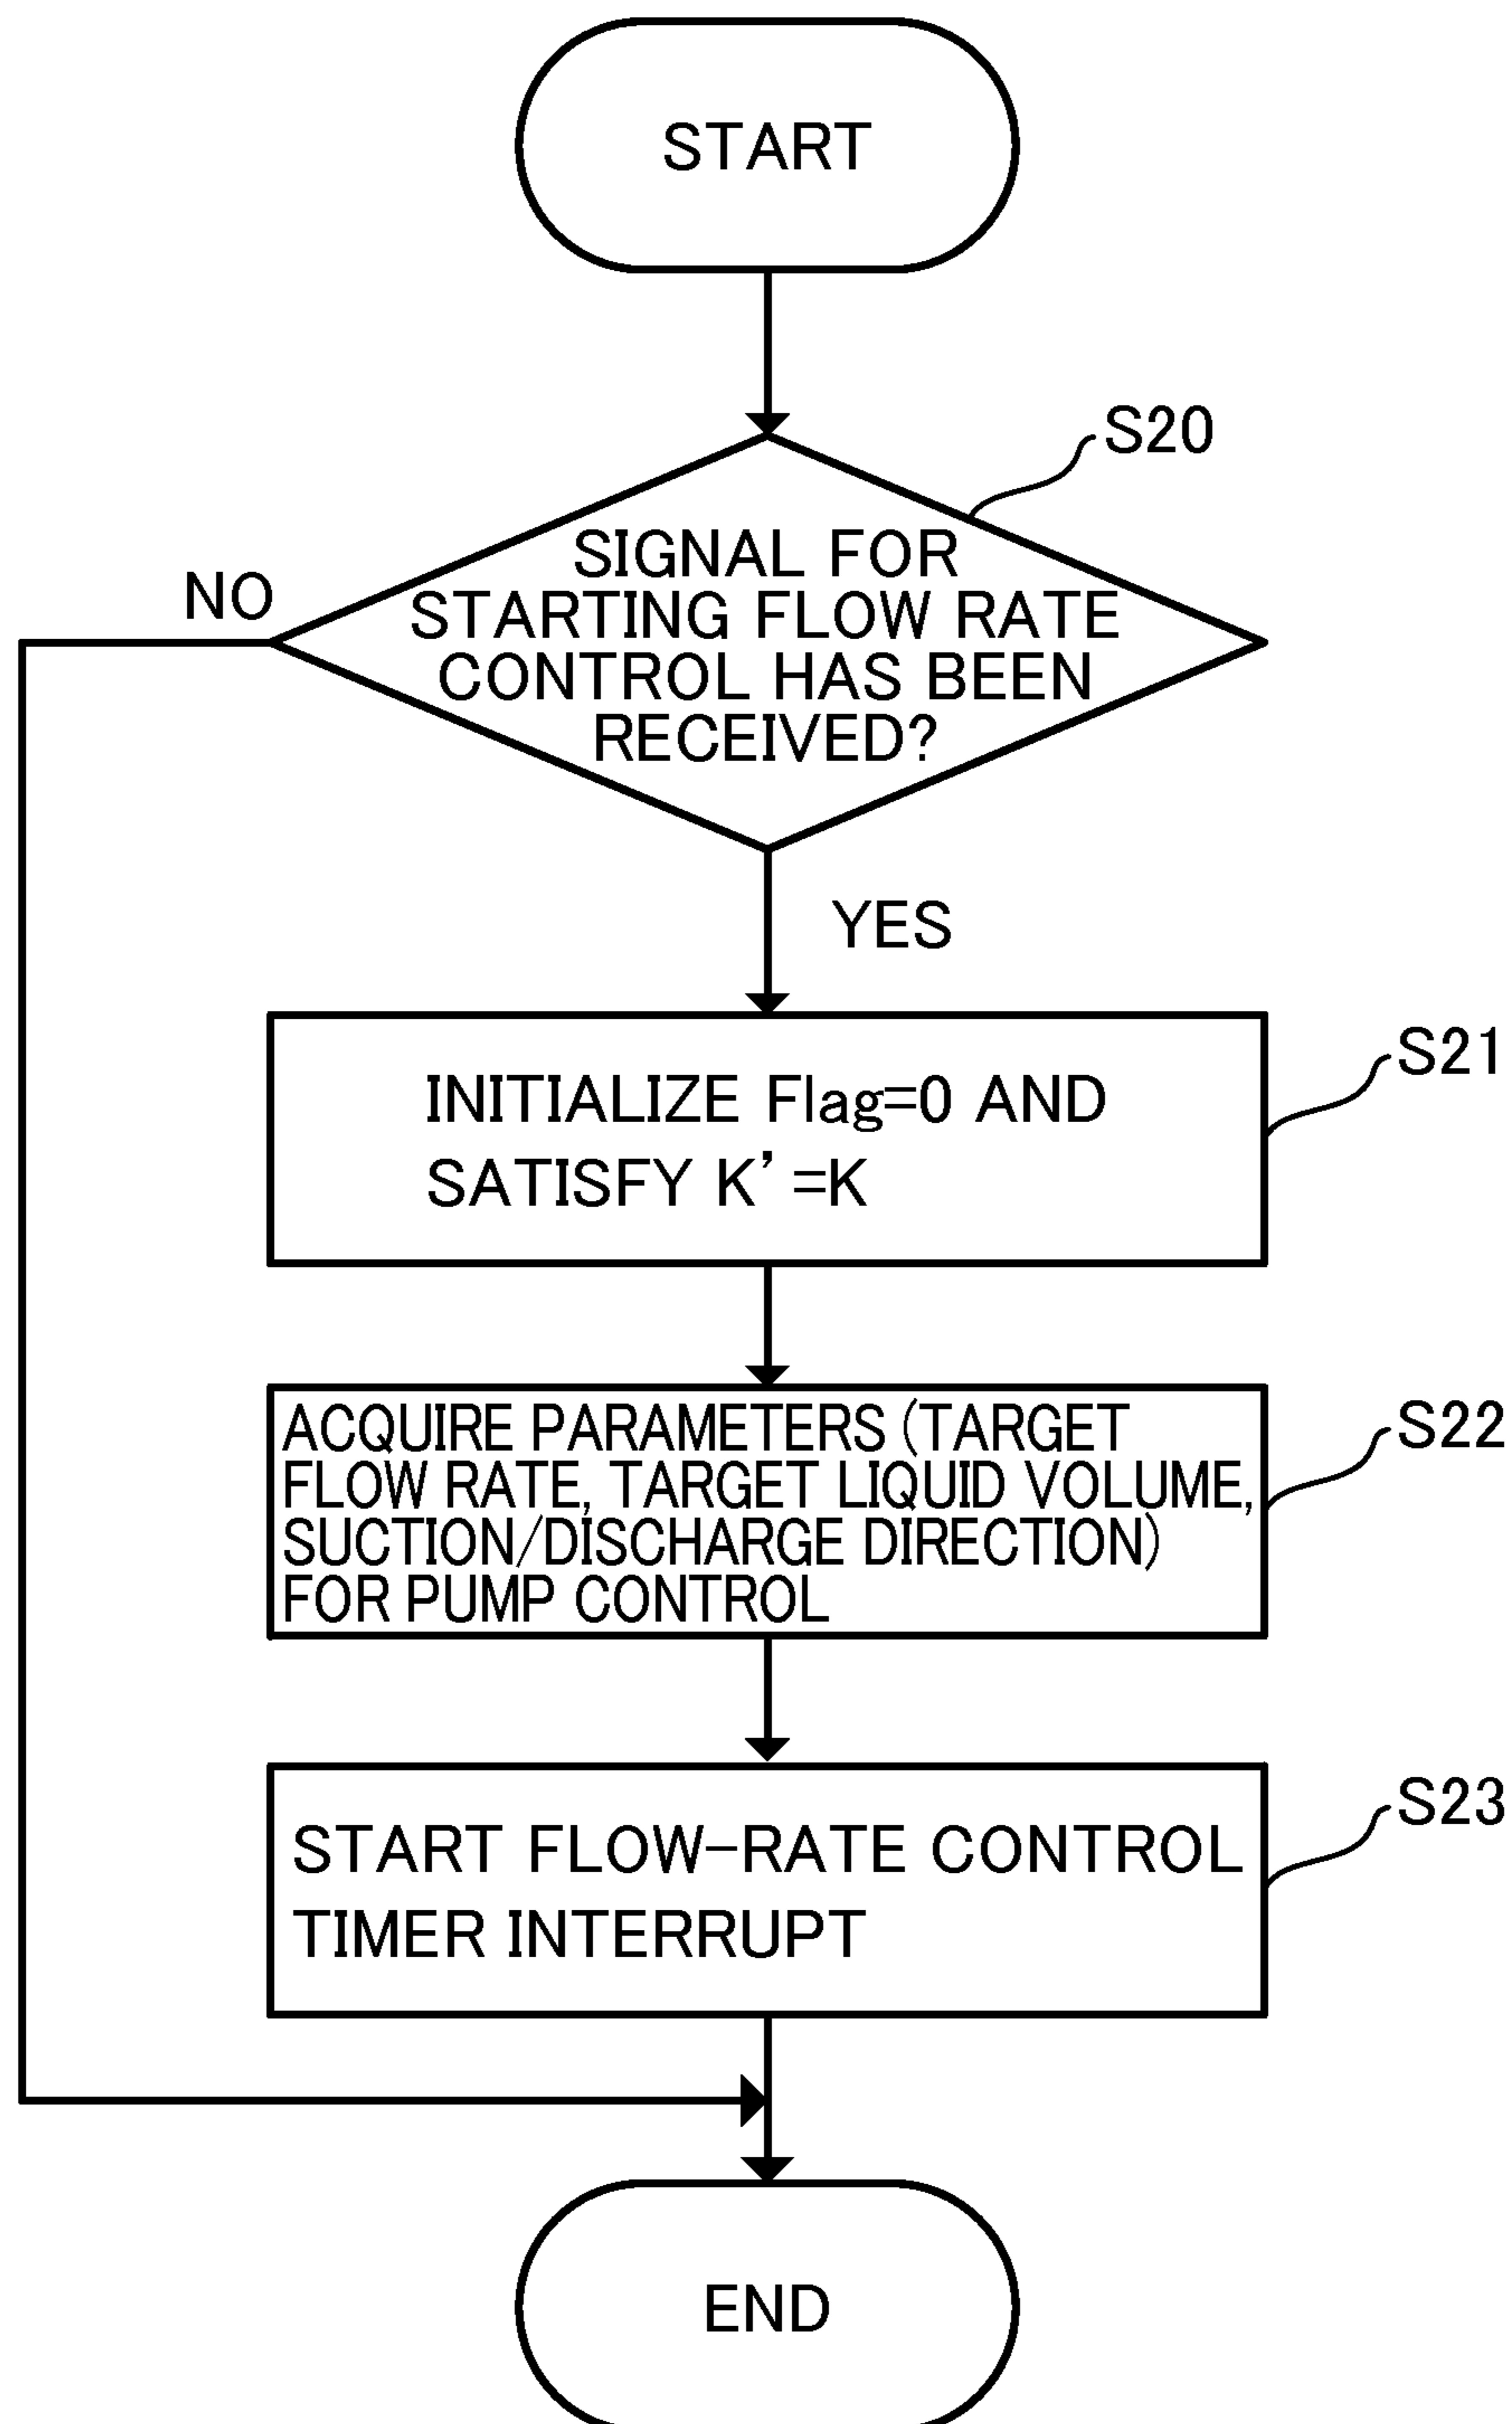 START
S20
SIGNAL FOR
STARTING FLOW RATE
CONTROL HAS BEEN
RECEIVED?
NO
YES
S21
INITIALIZE Flag=0 AND
SATISFY K'=K
S22
ACQUIRE PARAMETERS (TARGET
FLOW RATE, TARGET LIQUID VOLUME,
SUCTION/DISCHARGE DIRECTION)
FOR PUMP CONTROL
S23
START FLOW-RATE CONTROL
TIMER INTERRUPT
END